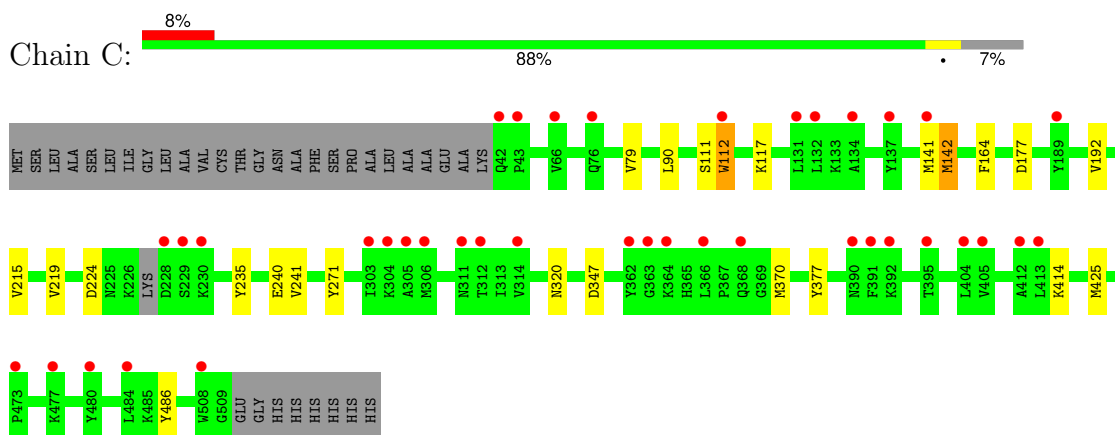 8%
Chain C:
88%
•
7%
MET SER LEU LEU ALA SER LEU ILE GLY LEU LEU ALA VAL CYS THR GLY ASN ALA PHE SER PRO ALA LEU ALA ALA GLU ALA LYS Q42 P43 V66 Q76 V79 L90 S111 W112 K117 L131 L132 K133 A134 Y137 M141 M142 F164 D177 Y189 V192
V215 V219 D224 N225 K226 LYS D228 S229 K230 Y235 E240 V241 Y271 I303 K304 A305 M306 N311 T312 I313 V314 N320 D347 Y362 G363 K364 H365 L366 P367 Q368 G369 M370 Y377 N390 F391 K392 T395 L404 V405 A412 L413 K414 M425
P473 K477 Y480 L484 K485 Y486 W508 G509 GLU GLY HIS HIS HIS HIS HIS HIS